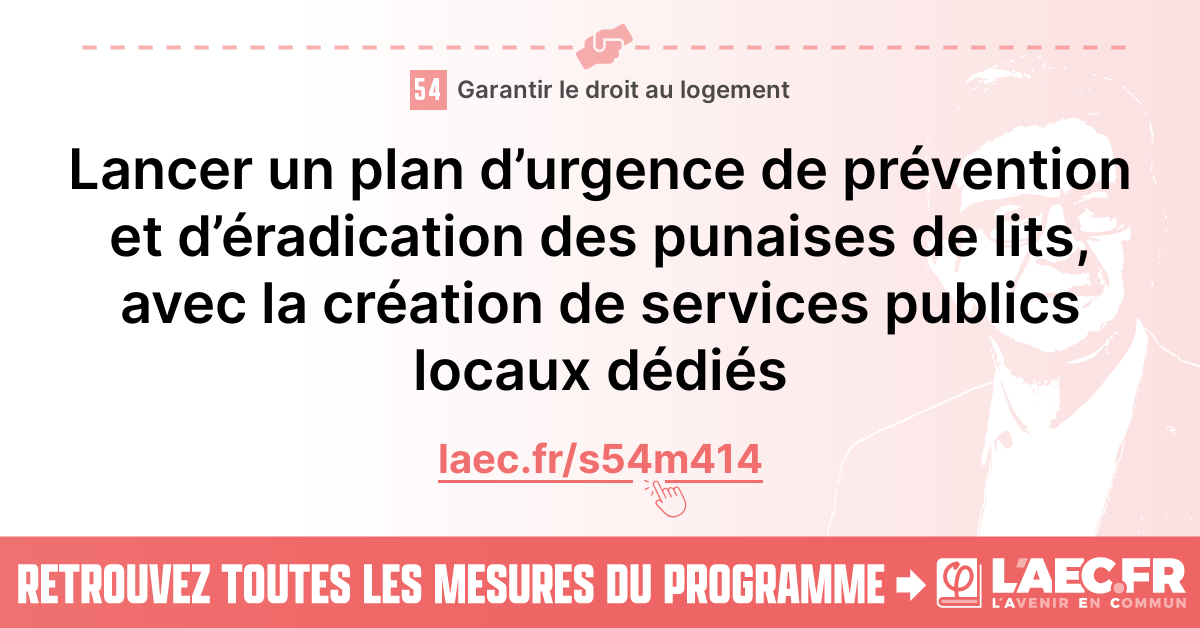 54 Garantir le droit au logement
Lancer un plan d’urgence de prévention
et d’éradication des punaises de lits,
avec la création de services publics
locaux dédiés
laec.fr/s54m414
RETROUVEZ TOUTES LES MESURES DU PROGRAMME
φ L'AEC.FR
L'AVENIR EN COMMUN